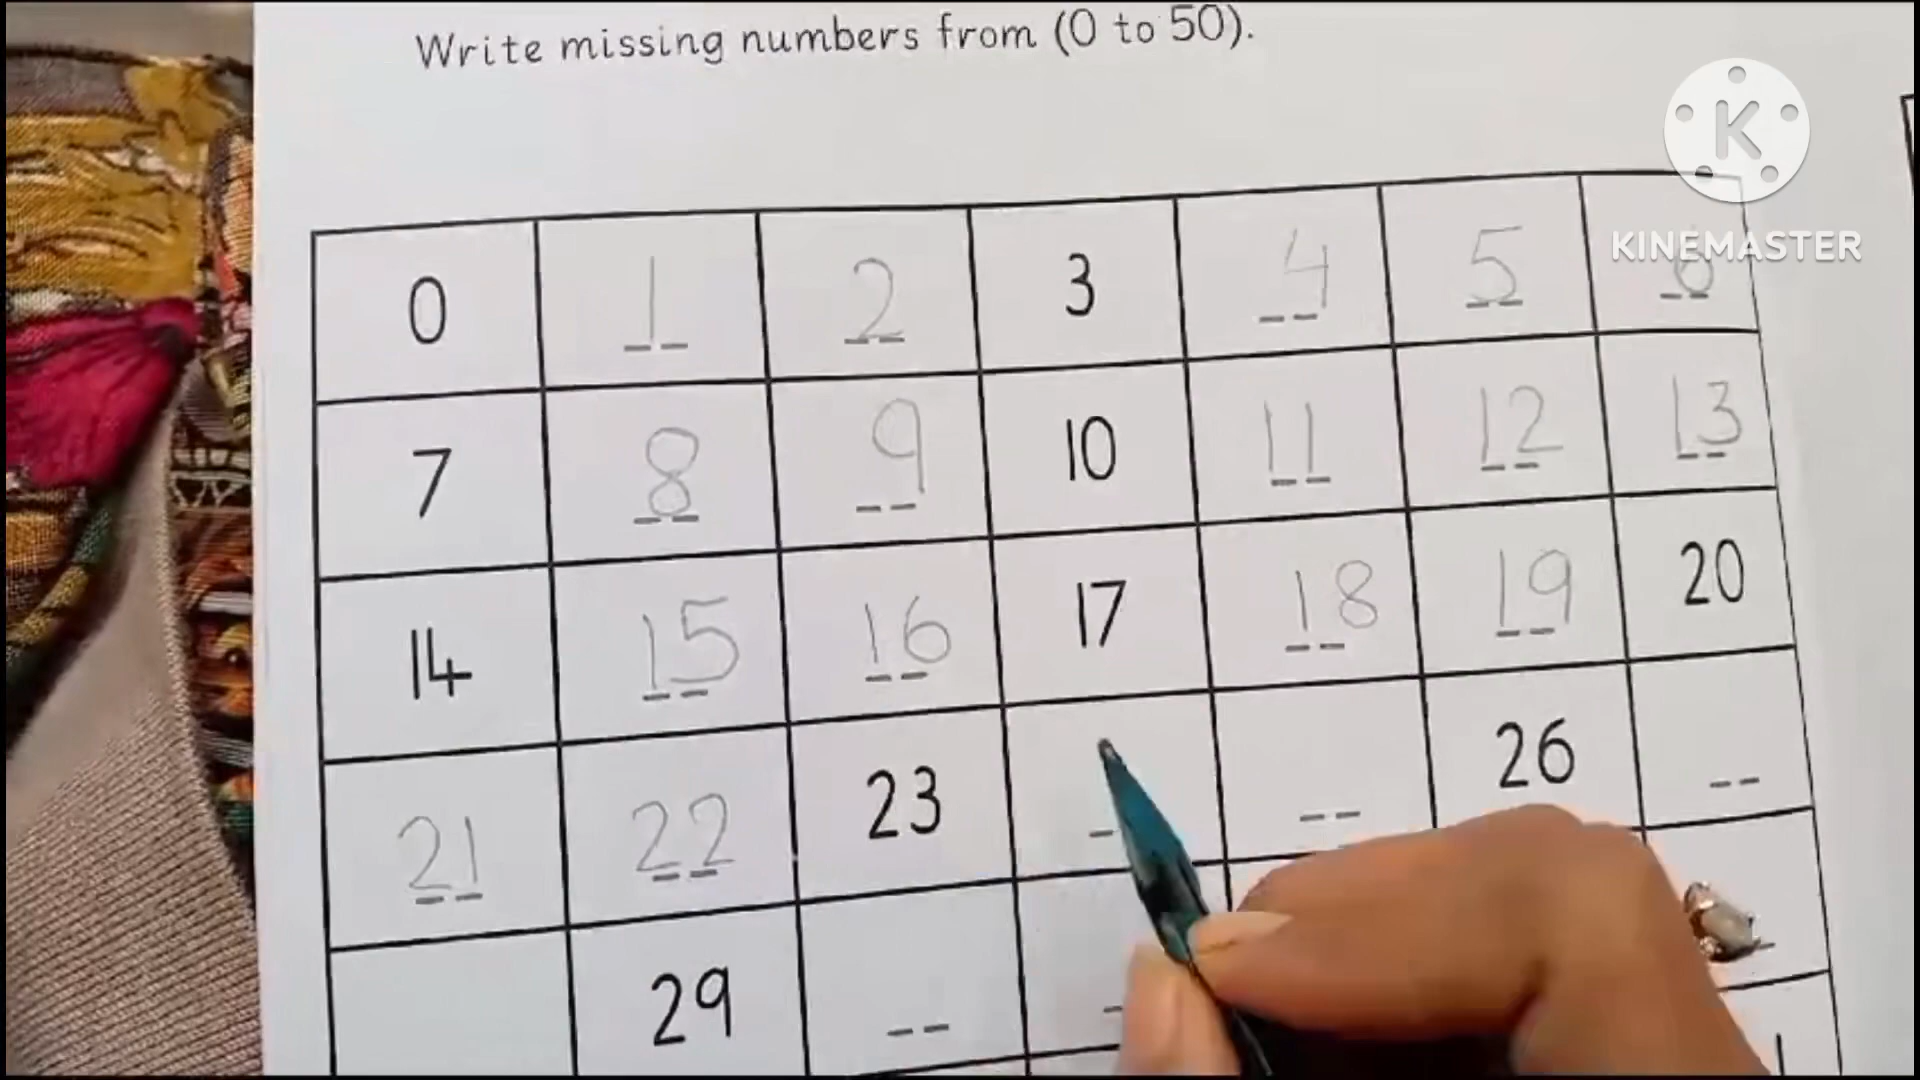 Write missing numbers from (0 to 50).
KINEMASTER
0 1 2 3 4 5 6
7 8 9 10 11 12 13
14 15 16 17 18 19 20
21 22 23 26
29